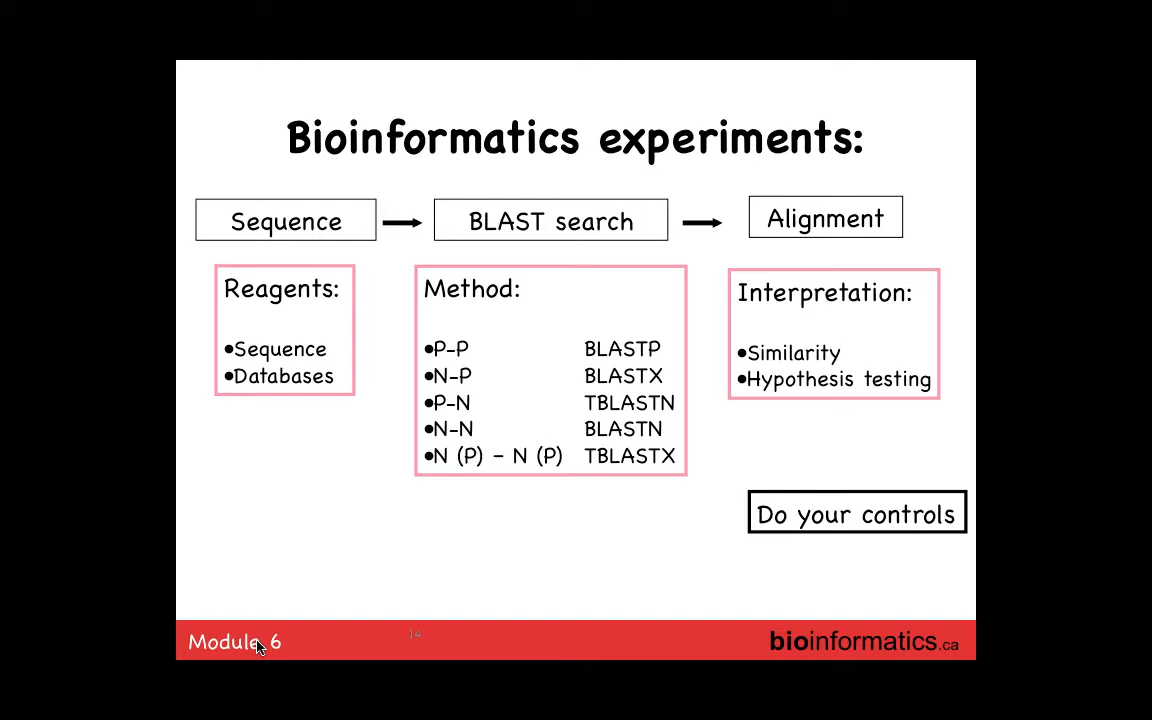 Bioinformatics experiments:
Sequence
BLAST search
Alignment
Reagents:
•Sequence
•Databases
Method:
•P-P BLASTP
•N-P BLASTX
•P-N TBLASTN
•N-N BLASTN
•N (P) – N (P) TBLASTX
Interpretation:
•Similarity
•Hypothesis testing
Do your controls
Module 6
14
bioinformatics.ca